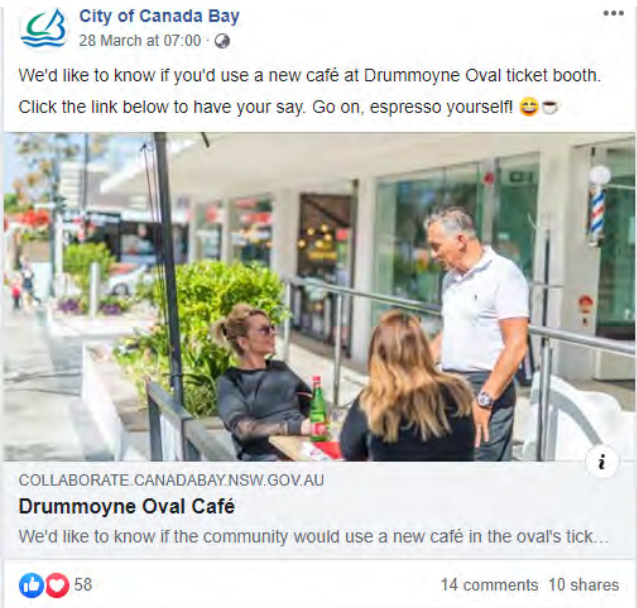 City of Canada Bay
28 March at 07:00 ·
We'd like to know if you'd use a new café at Drummoyne Oval ticket booth.
Click the link below to have your say. Go on, espresso yourself! 😄☕
i
COLLABORATE.CANADABAY.NSW.GOV.AU
Drummoyne Oval Café
We'd like to know if the community would use a new café in the oval's tick...
58
14 comments 10 shares